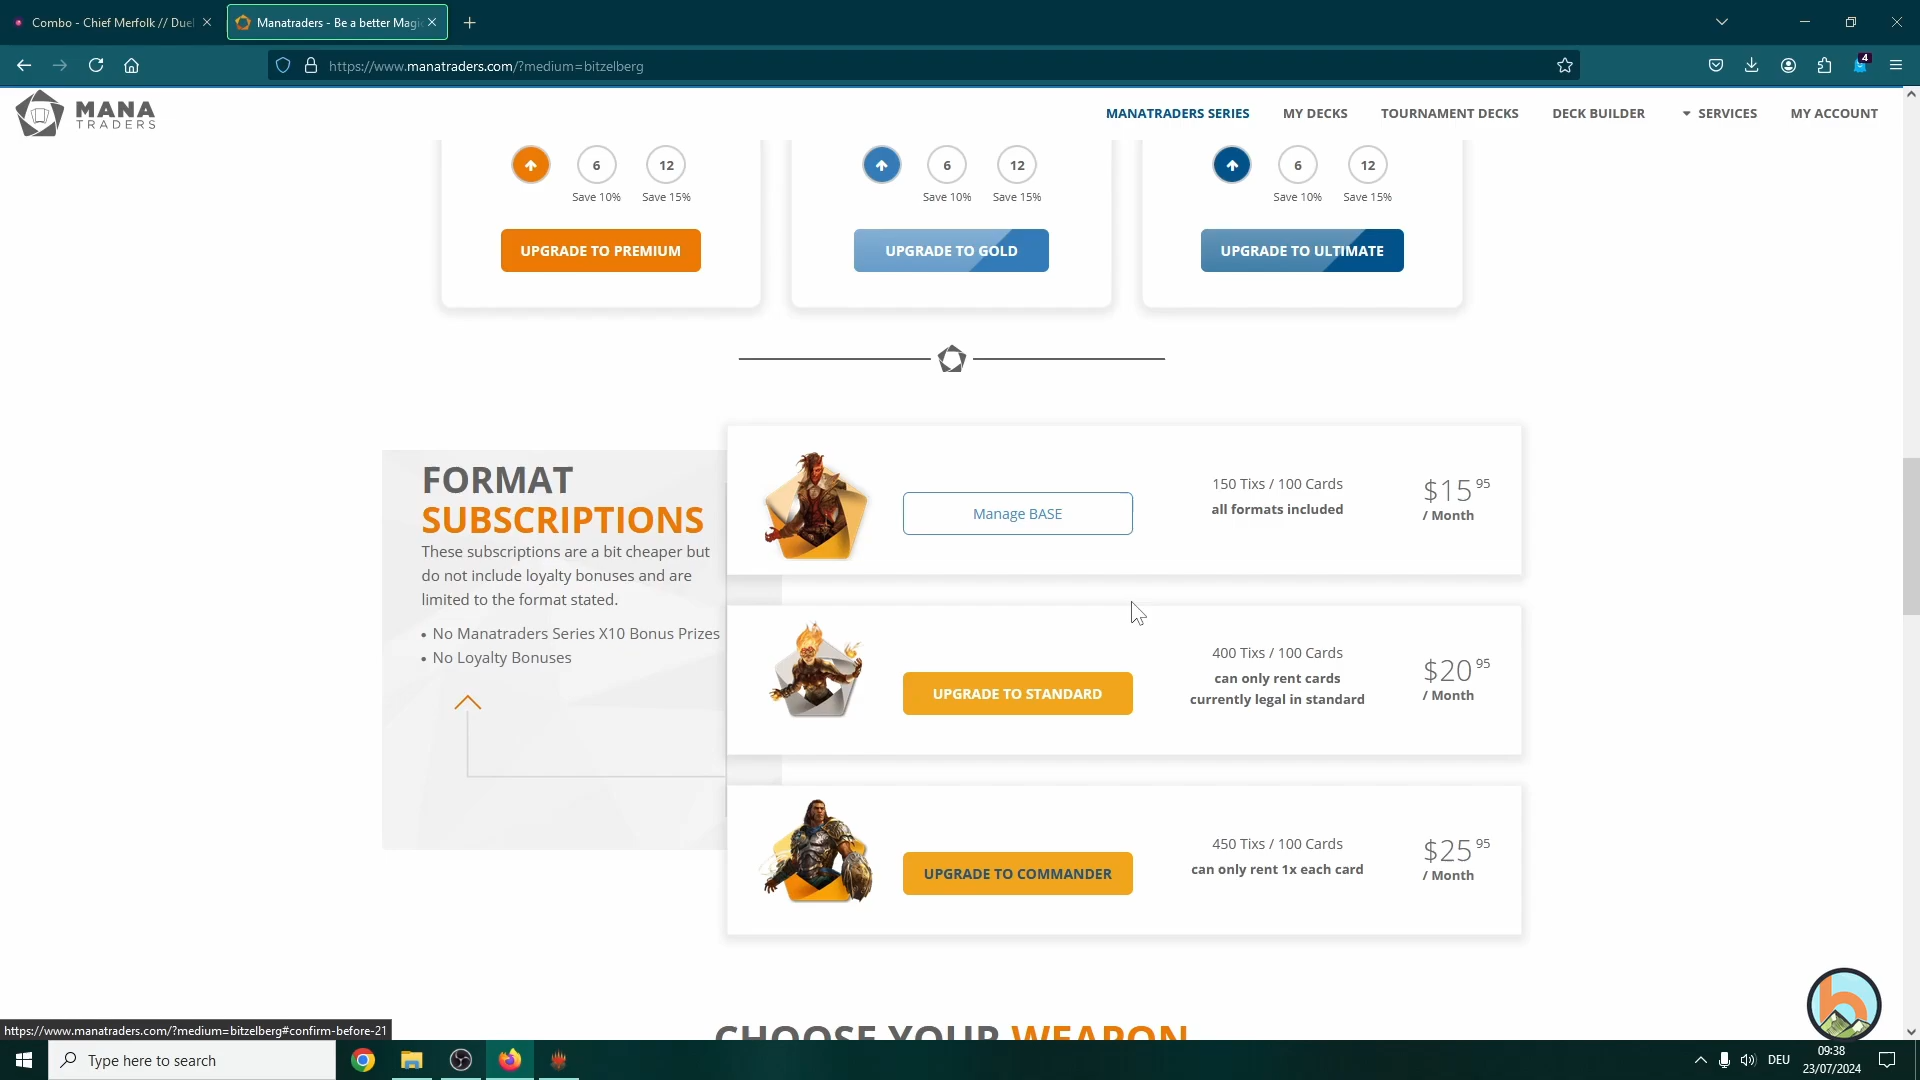 Combo - Chief Merfolk // Due
Manatraders - Be a better Magi
https://www.manatraders.com/?medium=bitzelberg
4
MANA
TRADERS
MANATRADERS SERIES
MY DECKS
TOURNAMENT DECKS
DECK BUILDER
SERVICES
MY ACCOUNT
6
12
Save 10%
Save 15%
UPGRADE TO PREMIUM
6
12
Save 10%
Save 15%
UPGRADE TO GOLD
6
12
Save 10%
Save 15%
UPGRADE TO ULTIMATE
FORMAT
SUBSCRIPTIONS
These subscriptions are a bit cheaper but
do not include loyalty bonuses and are
limited to the format stated.
• No Manatraders Series X10 Bonus Prizes
• No Loyalty Bonuses
Manage BASE
150 Tixs / 100 Cards
all formats included
$15 95
/ Month
UPGRADE TO STANDARD
400 Tixs / 100 Cards
can only rent cards
currently legal in standard
$20 95
/ Month
UPGRADE TO COMMANDER
450 Tixs / 100 Cards
can only rent 1x each card
$25 95
/ Month
CHOOSE YOUR WEAPON
https://www.manatraders.com/?medium=bitzelberg#confirm-before-21
Type here to search
DEU
09:38
23/07/2024